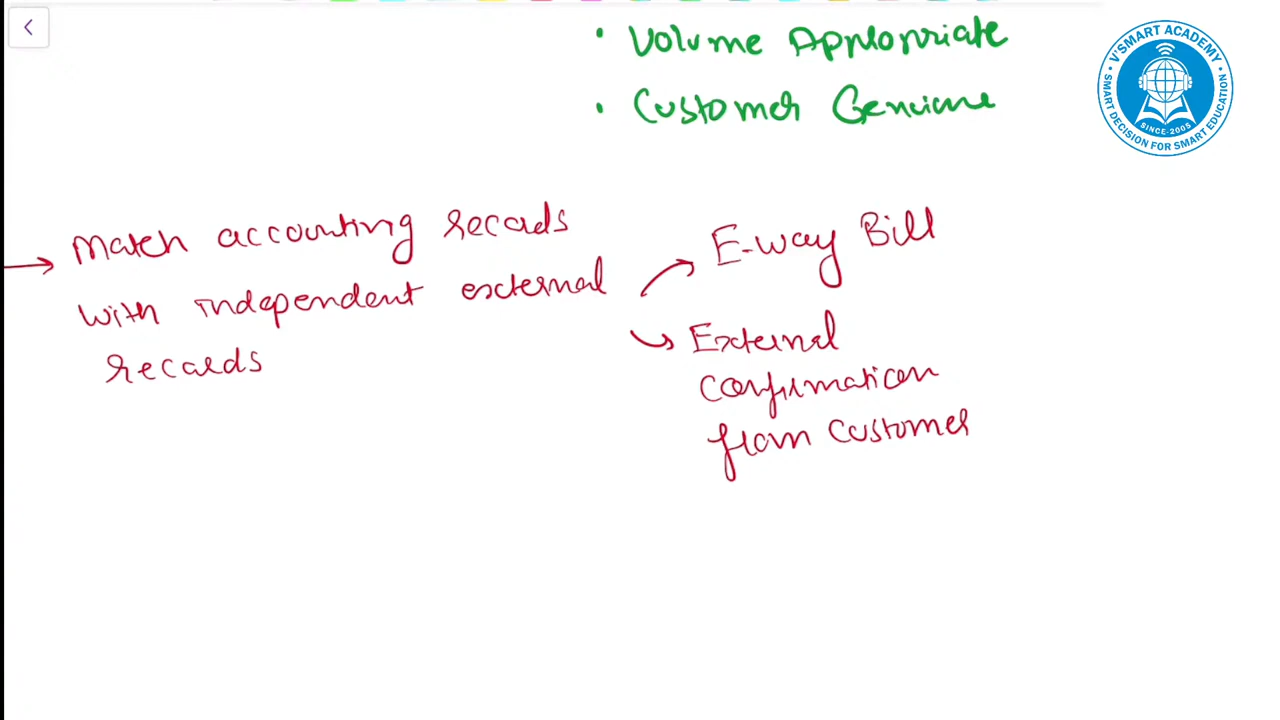 • Volume Appropriate
• Customer Genuine
V'SMART ACADEMY
SINCE-2005
SMART DECISION FOR SMART EDUCATION
→ Match accounting records
with independent external
records
E-way Bill
External
confirmation
from customer